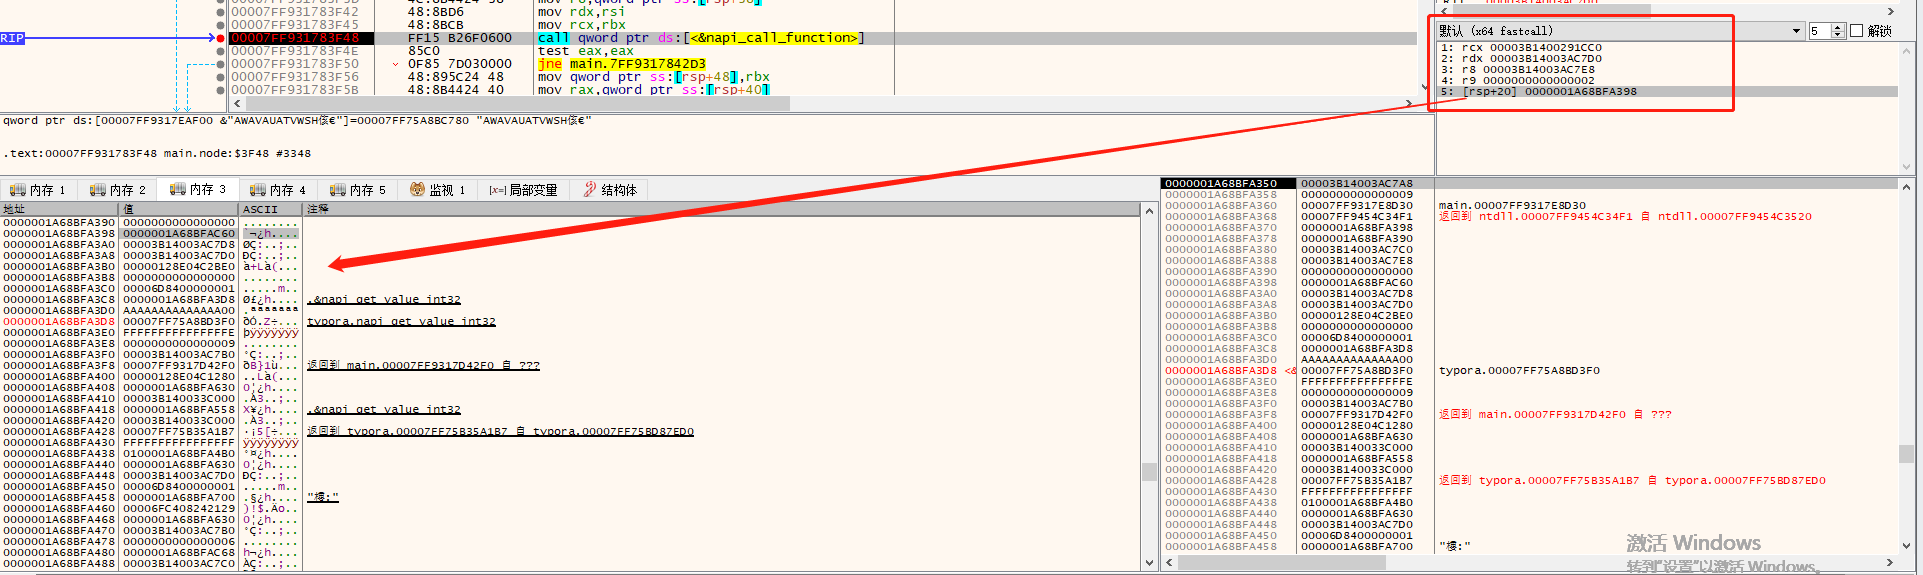 00007FF931783F42 48:8BD6 mov rdx,rsi
00007FF931783F45 48:8BCB mov rcx,rbx
RIP 00007FF931783F48 FF15 B26F0600 call qword ptr ds:[<&napi_call_function>]
00007FF931783F4E 85C0 test eax,eax
00007FF931783F50 0F85 7D030000 jne main.7FF9317842D3
00007FF931783F56 48:895C24 48 mov qword ptr ss:[rsp+48],rbx
00007FF931783F5B 48:8B4424 40 mov rax,qword ptr ss:[rsp+40]
默认 (x64 fastcall) 5 解锁
1: rcx 00003B1400291CC0
2: rdx 00003B14003AC7D0
3: r8 00003B14003AC7E8
4: r9 0000000000000002
5: [rsp+20] 0000001A68BFA398
qword ptr ds:[00007FF9317EAF00 &"AWAVAUATVWSH侅€"]=00007FF75A8BC780 "AWAVAUATVWSH侅€"
.text:00007FF931783F48 main.node:$3F48 #3348
内存 1 内存 2 内存 3 内存 4 内存 5 监视 1 [x=]局部变量 结构体
地址 值 ASCII 注释
0000001A68BFA390 0000000000000000 ........
0000001A68BFA398 0000001A68BFAC60 `¬¿h....
0000001A68BFA3A0 00003B14003AC7D8 ØÇ:..;..
0000001A68BFA3A8 00003B14003AC7D0 ÐÇ:..;..
0000001A68BFA3B0 00000128E04C2BE0 à+Là(...
0000001A68BFA3B8 0000000000000000 ........
0000001A68BFA3C0 00006D8400000001 .....m..
0000001A68BFA3C8 0000001A68BFA3D8 Ø£¿h.... .&napi_get_value_int32
0000001A68BFA3D0 AAAAAAAAAAAAAA00 .ªªªªªªª
0000001A68BFA3D8 00007FF75A8BD3F0 ðÓ.Z÷... typora.napi_get_value_int32
0000001A68BFA3E0 FFFFFFFFFFFFFFFE þÿÿÿÿÿÿÿ
0000001A68BFA3E8 0000000000000009 ........
0000001A68BFA3F0 00003B14003AC7B0 °Ç:..;..
0000001A68BFA3F8 00007FF9317D42F0 ðB}1ù... 返回到 main.00007FF9317D42F0 自 ???
0000001A68BFA400 00000128E04C1280 ..Là(...
0000001A68BFA408 0000001A68BFA630 0¦¿h....
0000001A68BFA410 00003B140033C000 .À3..;..
0000001A68BFA418 0000001A68BFA558 X¥¿h.... .&napi_get_value_int32
0000001A68BFA420 00003B140033C000 .À3..;..
0000001A68BFA428 00007FF75B35A1B7 ·¡5[÷... 返回到 typora.00007FF75B35A1B7 自 typora.00007FF75BD87ED0
0000001A68BFA430 FFFFFFFFFFFFFFFF ÿÿÿÿÿÿÿÿ
0000001A68BFA438 0100001A68BFA4B0 °¤¿h....
0000001A68BFA440 0000001A68BFA630 0¦¿h....
0000001A68BFA448 00003B14003AC7D0 ÐÇ:..;..
0000001A68BFA450 00006D8400000001 .....m..
0000001A68BFA458 0000001A68BFA700 .§¿h.... "樓:"
0000001A68BFA460 00006FC408242129 )!$.Äo..
0000001A68BFA468 0000001A68BFA630 0¦¿h....
0000001A68BFA470 00003B14003AC7B0 °Ç:..;..
0000001A68BFA478 0000000000000006 ........
0000001A68BFA480 0000001A68BFAC68 h¬¿h....
0000001A68BFA488 00003B14003AC7C0 ÀÇ:..;..
0000001A68BFA350 00003B14003AC7A8
0000001A68BFA358 0000000000000009
0000001A68BFA360 00007FF9317E8D30 main.00007FF9317E8D30
0000001A68BFA368 00007FF9454C34F1 返回到 ntdll.00007FF9454C34F1 自 ntdll.00007FF9454C3520
0000001A68BFA370 0000001A68BFA398
0000001A68BFA378 0000001A68BFA390
0000001A68BFA380 00003B14003AC7C0
0000001A68BFA388 00003B14003AC7E8
0000001A68BFA390 0000000000000000
0000001A68BFA398 0000001A68BFAC60
0000001A68BFA3A0 00003B14003AC7D8
0000001A68BFA3A8 00003B14003AC7D0
0000001A68BFA3B0 00000128E04C2BE0
0000001A68BFA3B8 0000000000000000
0000001A68BFA3C0 00006D8400000001
0000001A68BFA3C8 0000001A68BFA3D8
0000001A68BFA3D0 AAAAAAAAAAAAAA00
0000001A68BFA3D8 <& 00007FF75A8BD3F0 typora.00007FF75A8BD3F0
0000001A68BFA3E0 FFFFFFFFFFFFFFFE
0000001A68BFA3E8 0000000000000009
0000001A68BFA3F0 00003B14003AC7B0
0000001A68BFA3F8 00007FF9317D42F0 返回到 main.00007FF9317D42F0 自 ???
0000001A68BFA400 00000128E04C1280
0000001A68BFA408 0000001A68BFA630
0000001A68BFA410 00003B140033C000
0000001A68BFA418 0000001A68BFA558
0000001A68BFA420 00003B140033C000
0000001A68BFA428 00007FF75B35A1B7 返回到 typora.00007FF75B35A1B7 自 typora.00007FF75BD87ED0
0000001A68BFA430 FFFFFFFFFFFFFFFF
0000001A68BFA438 0100001A68BFA4B0
0000001A68BFA440 0000001A68BFA630
0000001A68BFA448 00003B14003AC7D0
0000001A68BFA450 00006D8400000001
0000001A68BFA458 0000001A68BFA700 "樓:"
激活 Windows
转到"设置"以激活 Windows。